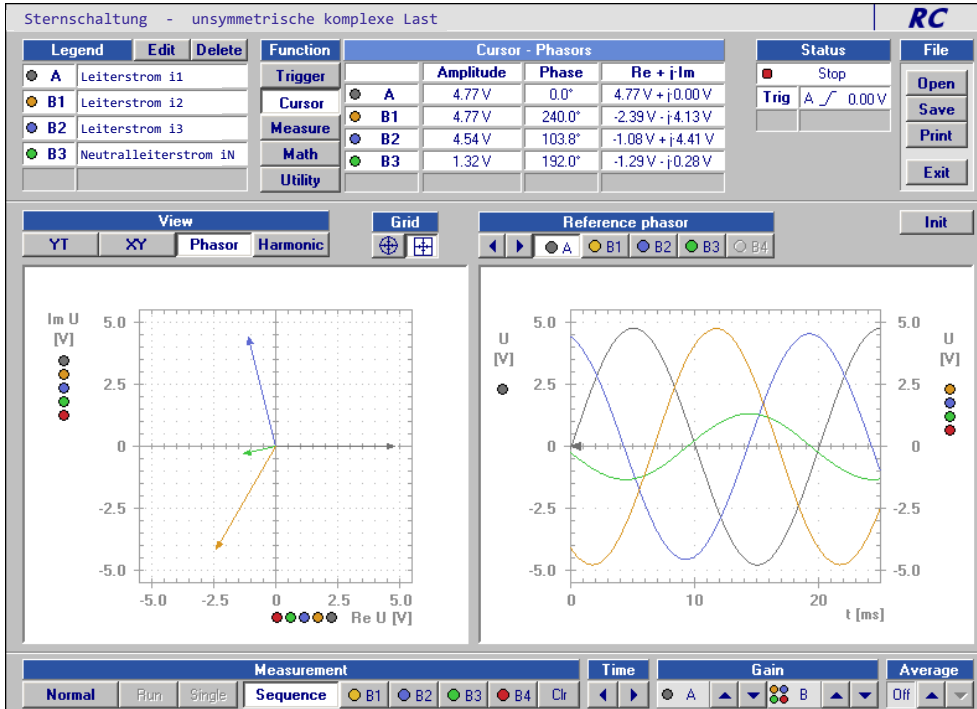 Sternschaltung - unsymmetrische komplexe Last RC
Legend Edit Delete Function Cursor - Phasors Status File
A Leiterstrom i1 Trigger Amplitude Phase Re + j·Im Stop Open
B1 Leiterstrom i2 Cursor A 4.77 V 0.0° 4.77 V + j·0.00 V Trig A 0.00 V Save
B2 Leiterstrom i3 Measure B1 4.77 V 240.0° -2.39 V - j·4.13 V Print
B3 Neutralleiterstrom iN Math B2 4.54 V 103.8° -1.08 V + j·4.41 V Exit
Utility B3 1.32 V 192.0° -1.29 V - j·0.28 V
View Grid Reference phasor Init
YT XY Phasor Harmonic A B1 B2 B3 B4
Im U
[V]
5.0
2.5
0
-2.5
-5.0
-5.0 -2.5 0 2.5 5.0
Re U [V]
U
[V]
5.0
2.5
0
-2.5
-5.0
0 10 20
t [ms]
5.0
2.5
0
-2.5
-5.0
U
[V]
Measurement Time Gain Average
Normal Run Single Sequence B1 B2 B3 B4 Clr A B Off